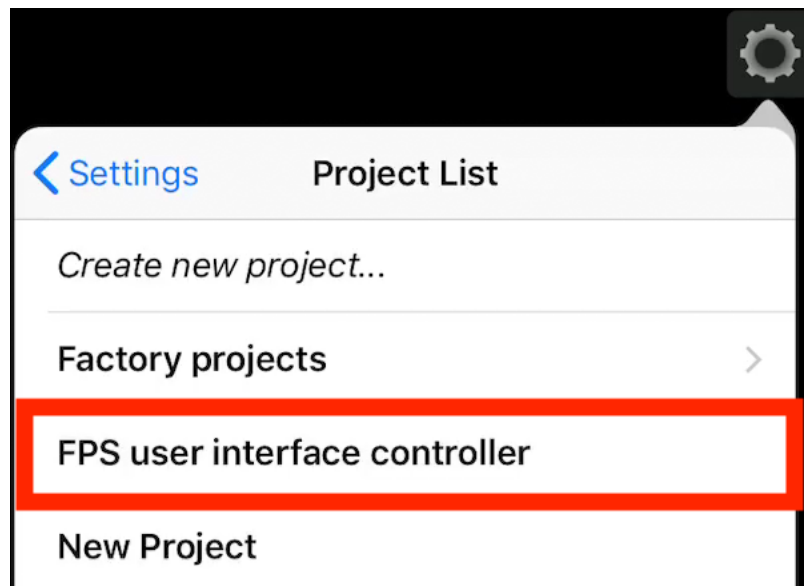 Settings
Project List
Create new project...
Factory projects
FPS user interface controller
New Project